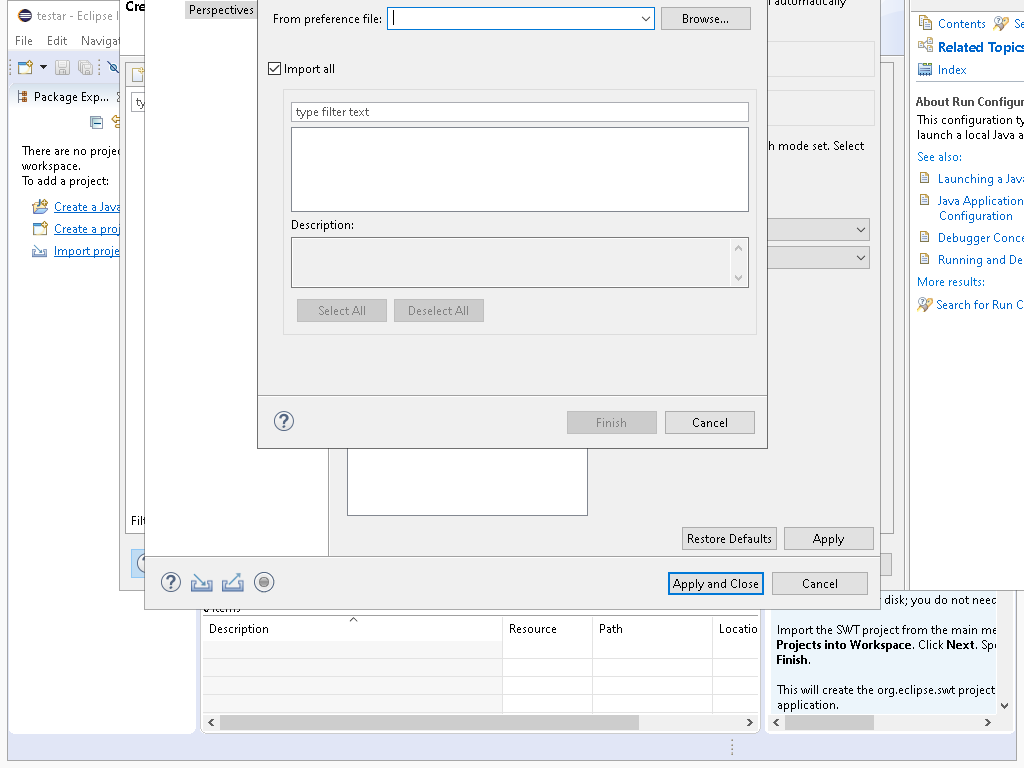 testar - Eclipse I
File Edit Navigat
Package Exp...
There are no proje
workspace.
To add a project:
Create a Java
Create a proj
Import proje
Cre
ty
Filt
Perspectives
From preference file:
Browse...
Import all
type filter text
Description:
Select All
Deselect All
Finish
Cancel
automatically
h mode set. Select
Restore Defaults
Apply
Apply and Close
Cancel
Contents
Se
Related Topics
Index
About Run Configur
This configuration ty
launch a local Java a
See also:
Launching a Java
Java Application
Configuration
Debugger Conce
Running and De
More results:
Search for Run C
Description
Resource
Path
Locatio
disk; you do not need
Import the SWT project from the main me
Projects into Workspace. Click Next. Spe
Finish.
This will create the org.eclipse.swt project
application.